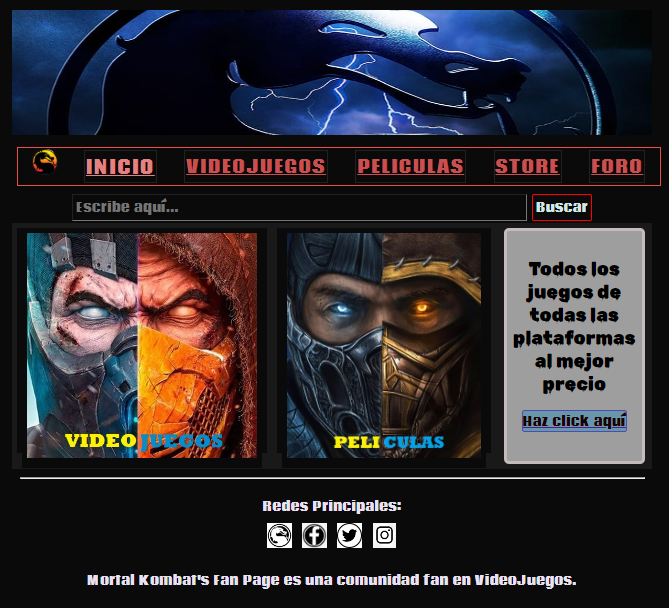 INICIO VIDEOJUEGOS PELICULAS STORE FORO
Escribe aquí... Buscar
VIDEOJUEGOS
PELICULAS
Todos los
juegos de
todas las
plataformas
al mejor
precio
Haz click aquí
Redes Principales:
Mortal Kombat's Fan Page es una comunidad fan en VideoJuegos.